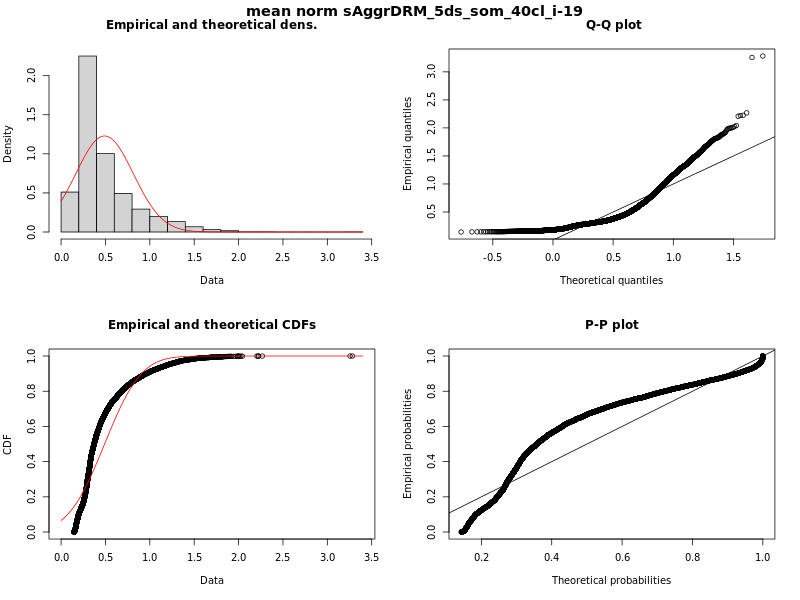 mean norm sAggrDRM_5ds_som_40cl_i-19
Empirical and theoretical dens.
Density
0.0 0.5 1.0 1.5 2.0
0.0 0.5 1.0 1.5 2.0 2.5 3.0 3.5
Data
Q-Q plot
Empirical quantiles
0.5 1.0 1.5 2.0 2.5 3.0
-0.5 0.0 0.5 1.0 1.5
Theoretical quantiles
Empirical and theoretical CDFs
CDF
0.0 0.2 0.4 0.6 0.8 1.0
0.0 0.5 1.0 1.5 2.0 2.5 3.0 3.5
Data
P-P plot
Empirical probabilities
0.0 0.2 0.4 0.6 0.8 1.0
0.2 0.4 0.6 0.8 1.0
Theoretical probabilities